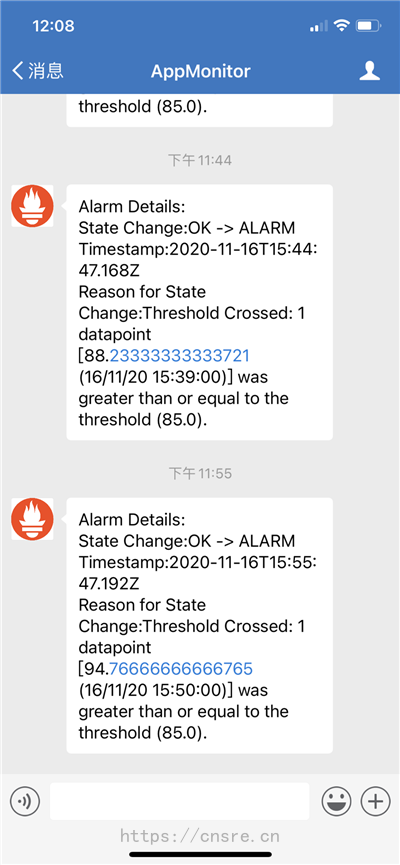 12:08
消息
AppMonitor
threshold (85.0).
下午 11:44
Alarm Details:
State Change:OK -> ALARM
Timestamp:2020-11-16T15:44:
47.168Z
Reason for State
Change:Threshold Crossed: 1
datapoint
[88.23333333333721
(16/11/20 15:39:00)] was
greater than or equal to the
threshold (85.0).
下午 11:55
Alarm Details:
State Change:OK -> ALARM
Timestamp:2020-11-16T15:55:
47.192Z
Reason for State
Change:Threshold Crossed: 1
datapoint
[94.76666666666765
(16/11/20 15:50:00)] was
greater than or equal to the
threshold (85.0).
https://cnsre.cn